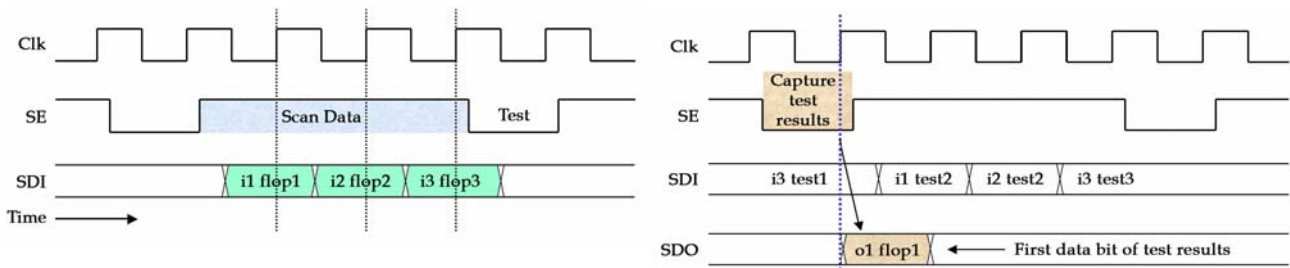 Clk
SE
Scan Data
Test
SDI
i1 flop1
i2 flop2
i3 flop3
Time
Clk
SE
Capture
test
results
SDI
i3 test1
i1 test2
i2 test2
i3 test3
SDO
o1 flop1
First data bit of test results